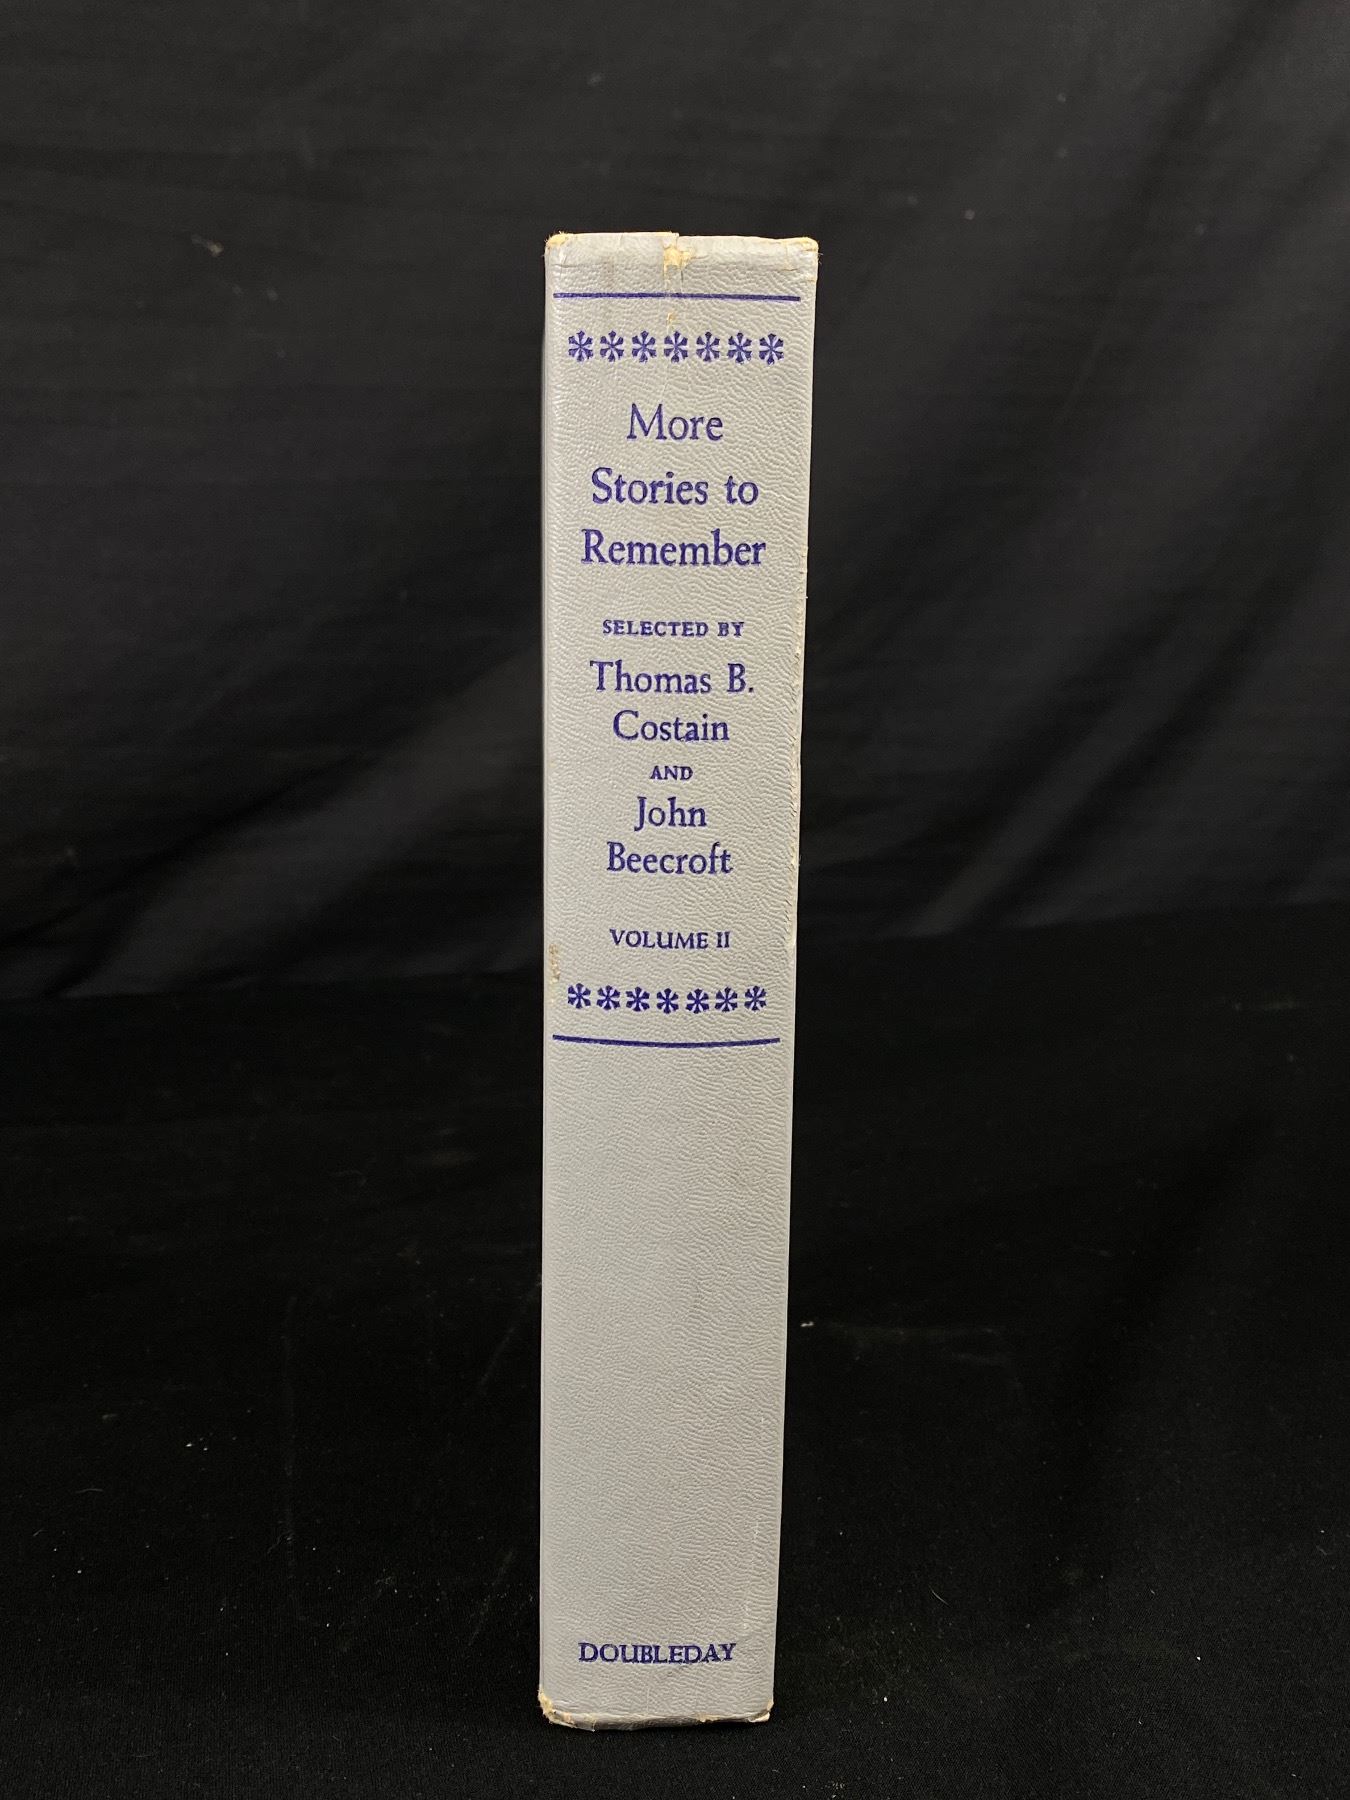 *******
More
Stories to
Remember
SELECTED BY
Thomas B.
Costain
AND
John
Beecroft
VOLUME II
*******
DOUBLEDAY